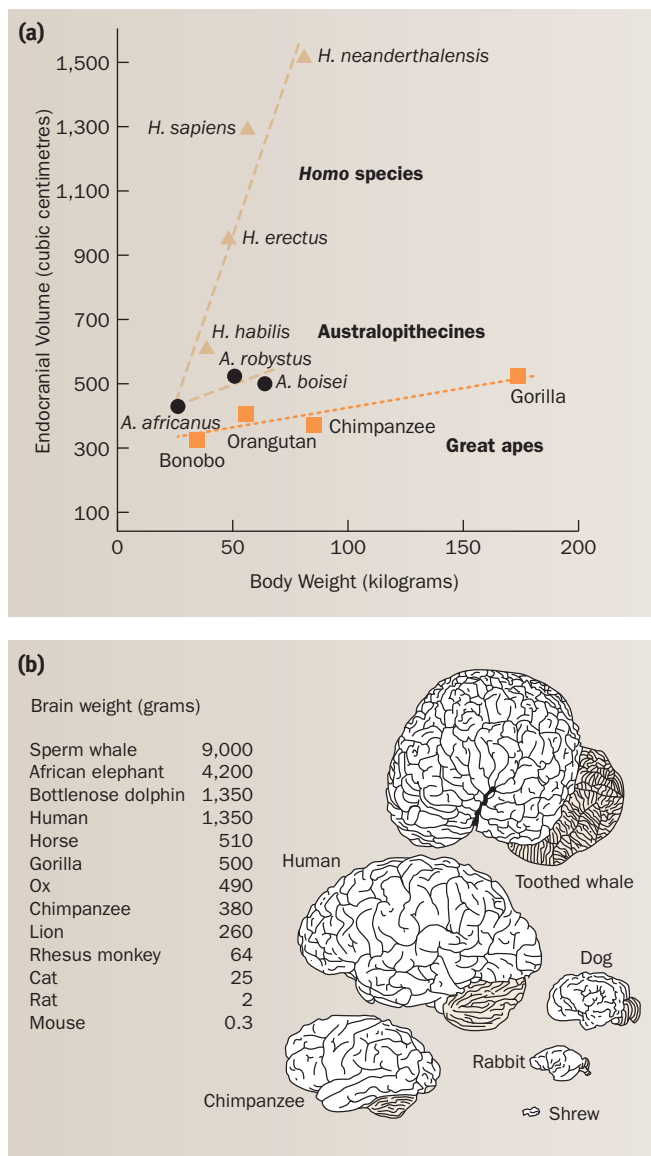 (a)
1,500
1,300
1,100
900
700
500
300
100
Endocranial Volume (cubic centimetres)
0
50
100
150
200
Body Weight (kilograms)
H. neanderthalensis
H. sapiens
Homo species
H. erectus
H. habilis
Australopithecines
A. robystus
A. boisei
A. africanus
Gorilla
Orangutan
Chimpanzee
Great apes
Bonobo
(b)
Brain weight (grams)
Sperm whale 9,000
African elephant 4,200
Bottlenose dolphin 1,350
Human 1,350
Horse 510
Gorilla 500
Ox 490
Chimpanzee 380
Lion 260
Rhesus monkey 64
Cat 25
Rat 2
Mouse 0.3
Human
Toothed whale
Dog
Rabbit
Chimpanzee
Shrew